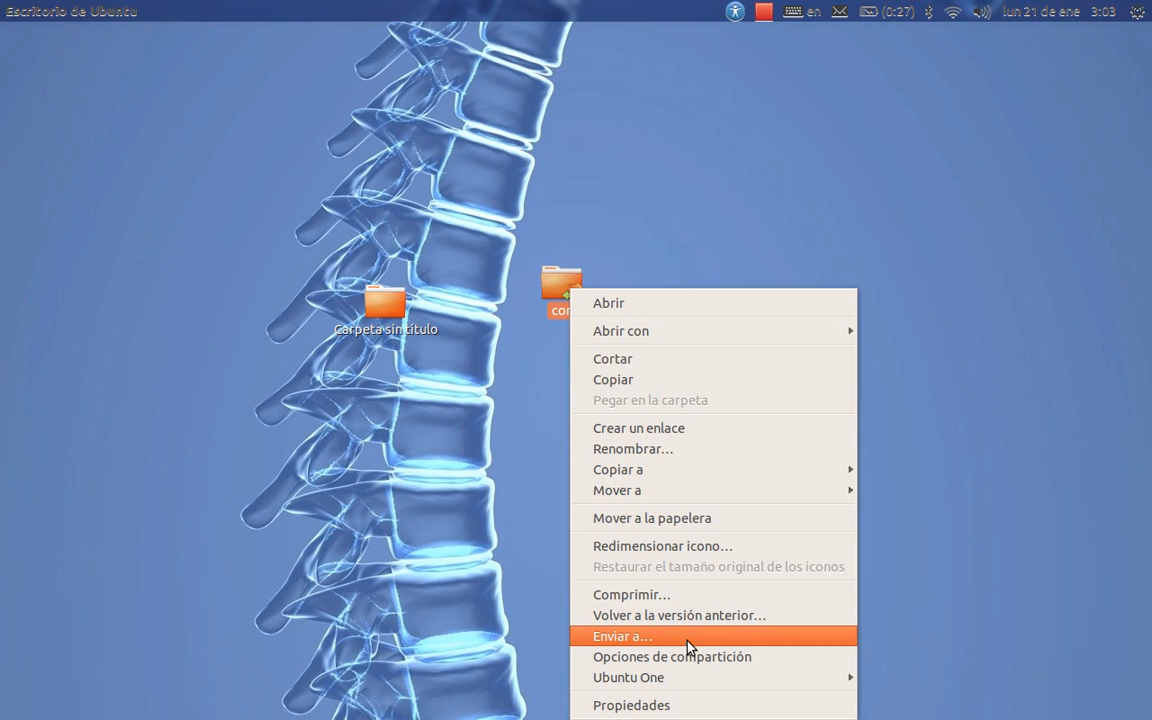 Escritorio de Ubuntu
en
(0:27)
lun 21 de ene
3:03
Carpeta sin título
Abrir
Abrir con
Cortar
Copiar
Pegar en la carpeta
Crear un enlace
Renombrar…
Copiar a
Mover a
Mover a la papelera
Redimensionar icono…
Restaurar el tamaño original de los iconos
Comprimir…
Volver a la versión anterior…
Enviar a…
Opciones de compartición
Ubuntu One
Propiedades